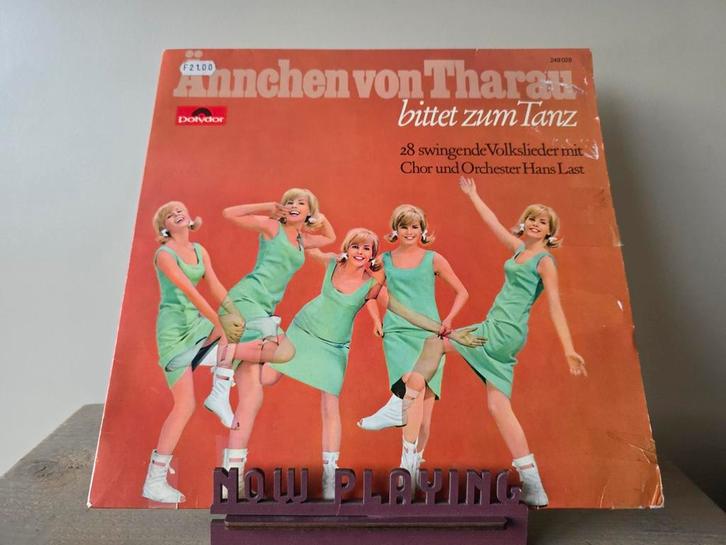 249 029
Ännchen von Tharau
F21.00
Polydor
bittet zum Tanz
28 swingende Volkslieder mit
Chor und Orchester Hans Last
NOW PLAYING